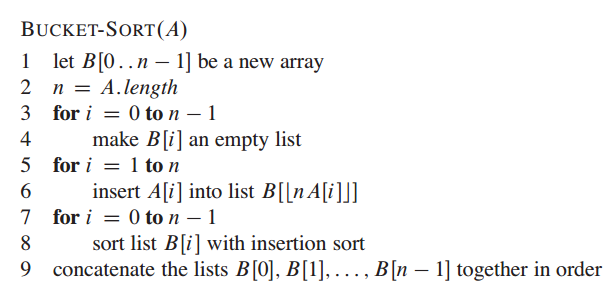 BUCKET-SORT(A)
1 let B[0..n − 1] be a new array
2 n = A.length
3 for i = 0 to n − 1
4 make B[i] an empty list
5 for i = 1 to n
6 insert A[i] into list B[⌊nA[i]⌋]
7 for i = 0 to n − 1
8 sort list B[i] with insertion sort
9 concatenate the lists B[0], B[1], . . . , B[n − 1] together in order